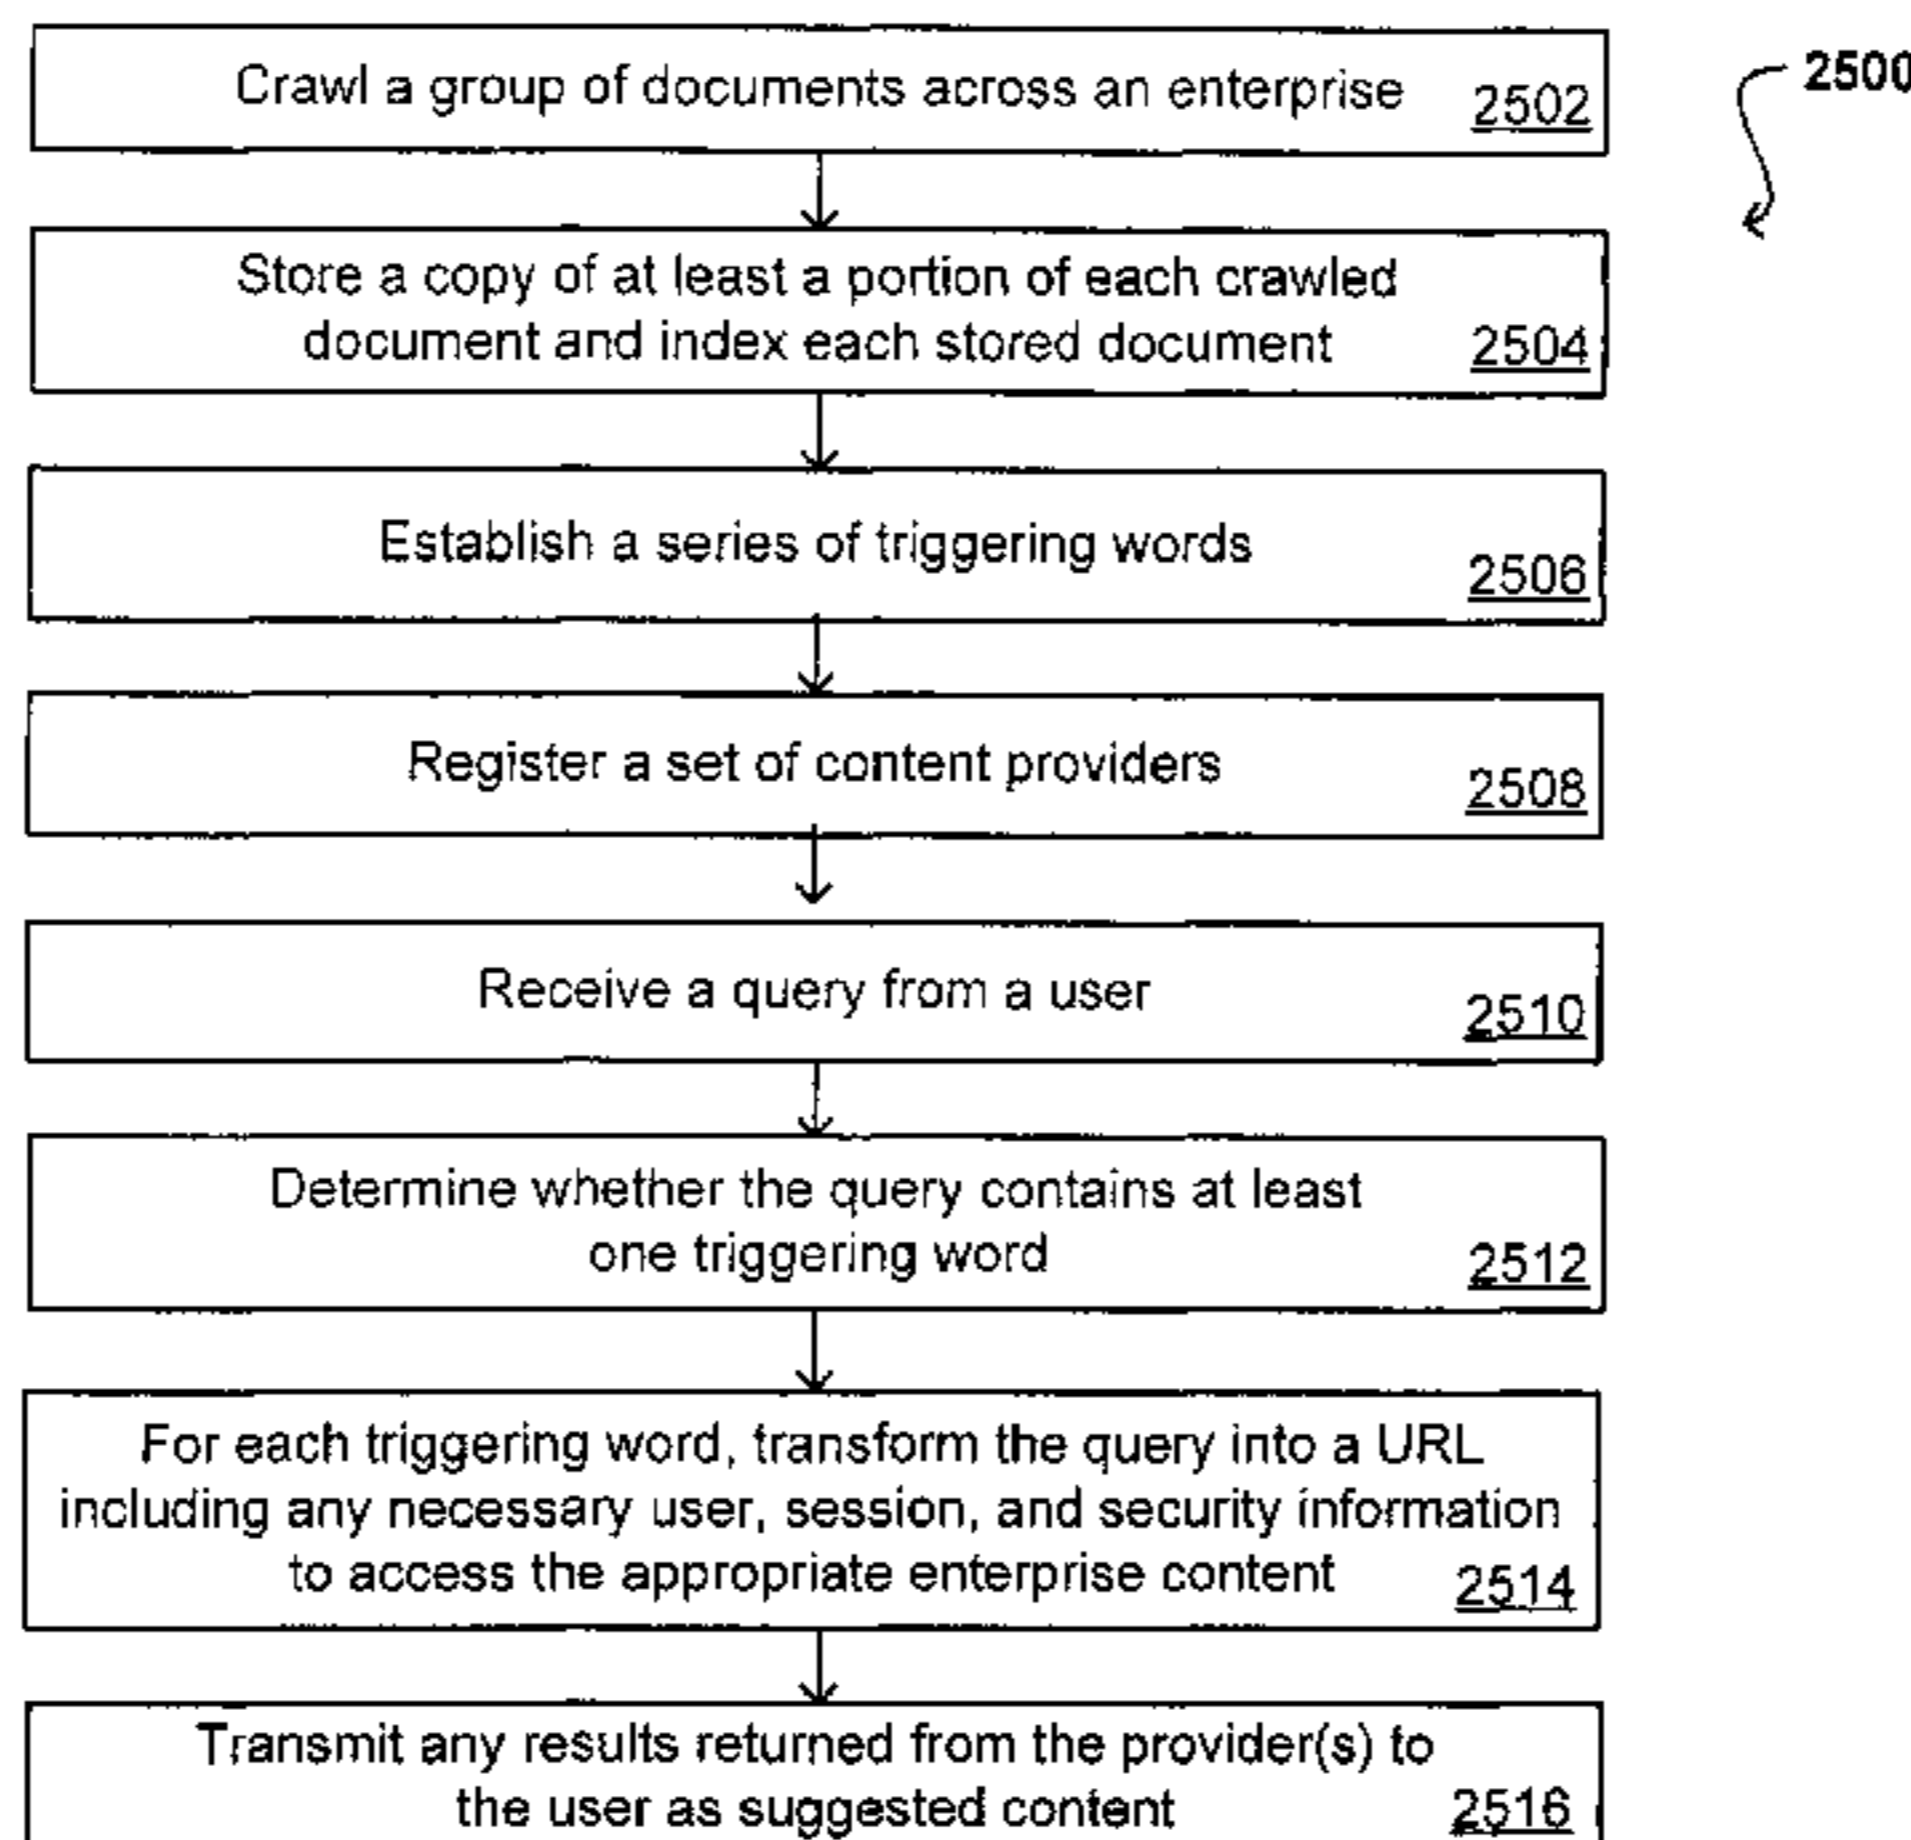 2500
Crawl a group of documents across an enterprise 2502
Store a copy of at least a portion of each crawled
document and index each stored document 2504
Establish a series of triggering words
2506
Register a set of content providers
2508
Receive a query from a user
2510
Determine whether the query contains at least
one triggering word 2512
For each triggering word, transform the query into a URL
including any necessary user, session, and security information
to access the appropriate enterprise content 2514
Transmit any results returned from the provider(s) to
the user as suggested content 2516